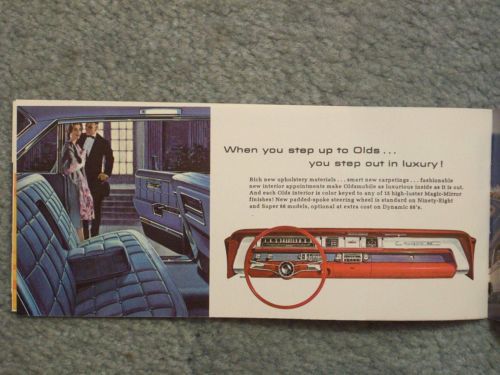 When you step up to Olds...
you step out in luxury!
Rich new upholstery materials... smart new carpetings... fashionable
new interior appointments make Oldsmobile as luxurious inside as it is out.
And each Olds interior is color keyed to any of 15 high-luster Magic-Mirror
finishes! New padded-spoke steering wheel is standard on Ninety-Eight
and Super 88 models, optional at extra cost on Dynamic 88's.